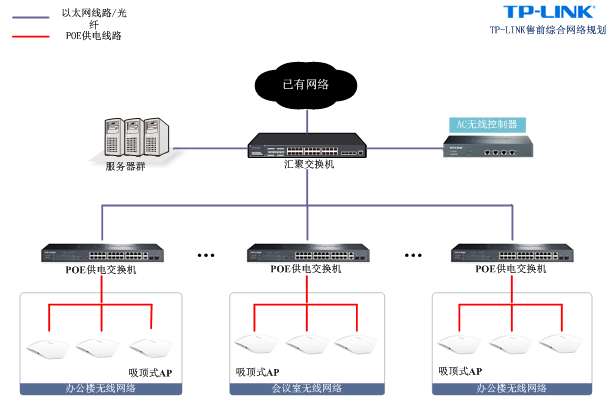 以太网线路/光
纤
POE供电线路
TP-LINK®
TP-LINK售前综合网络规划
已有网络
AC无线控制器
TP-LINK
服务器群
汇聚交换机
POE供电交换机
...
POE供电交换机
...
POE供电交换机
吸顶式AP
吸顶式AP
吸顶式AP
办公楼无线网络
会议室无线网络
办公楼无线网络